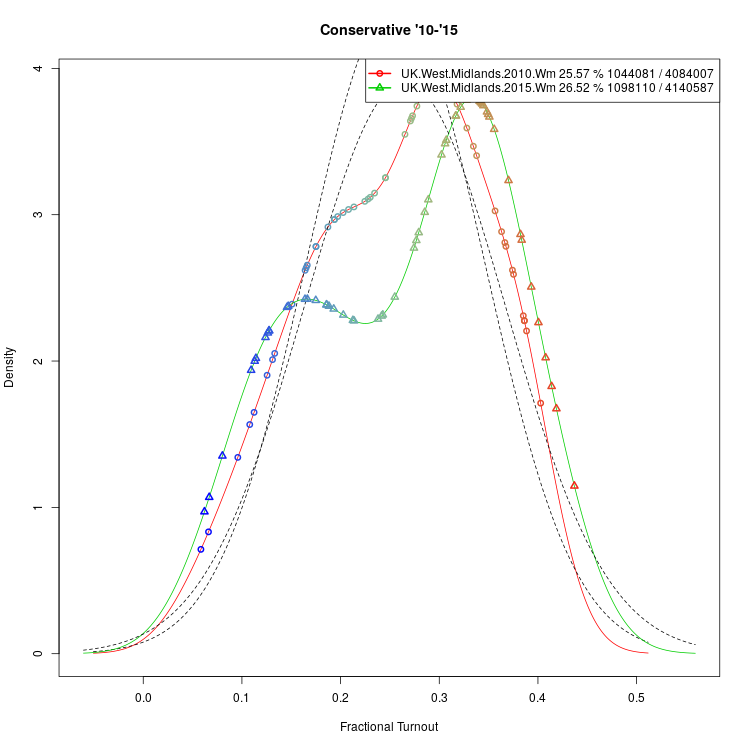 Conservative '10-'15
UK.West.Midlands.2010.Wm 25.57 % 1044081 / 4084007
UK.West.Midlands.2015.Wm 26.52 % 1098110 / 4140587
4
3
2
1
0
Density
0.0 0.1 0.2 0.3 0.4 0.5
Fractional Turnout